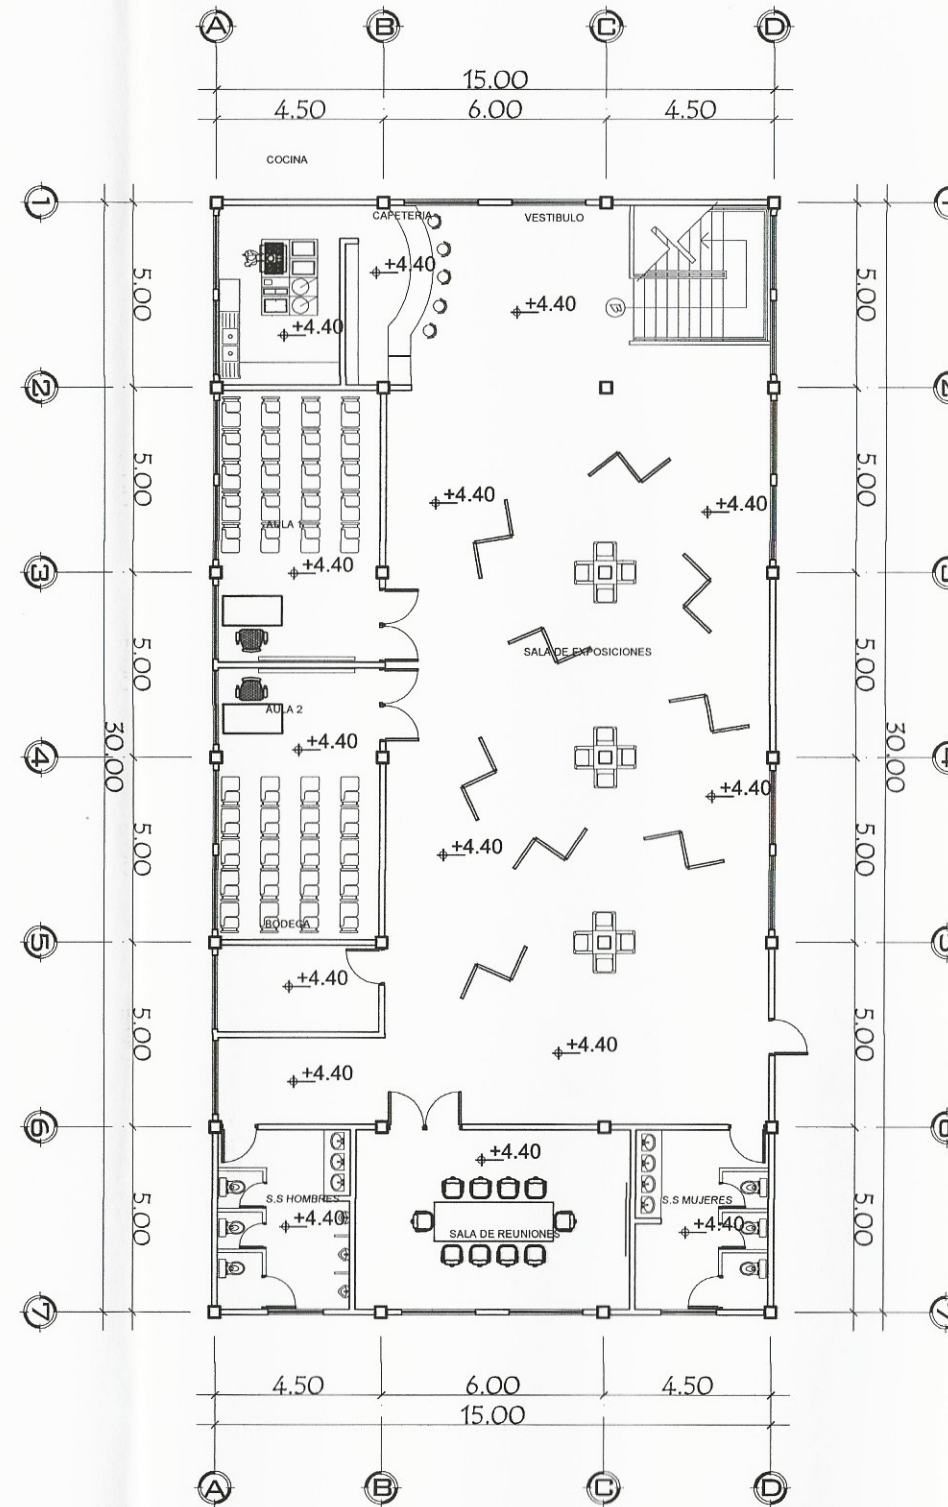 A B C D
15.00
4.50 6.00 4.50
COCINA
1
CAFETERIA VESTIBULO
+4.40
5.00 +4.40 5.00
+4.40
B
2
5.00 +4.40 +4.40 5.00
AULA 1
3 +4.40
5.00 SALA DE EXPOSICIONES 5.00
AULA 2
30.00 +4.40 30.00
4
+4.40
5.00 +4.40 5.00
BODEGA
5
+4.40
5.00 +4.40 5.00
+4.40
6
+4.40
5.00 S.S HOMBRES S.S MUJERES 5.00
+4.40 +4.40
SALA DE REUNIONES
7
4.50 6.00 4.50
15.00
A B C D